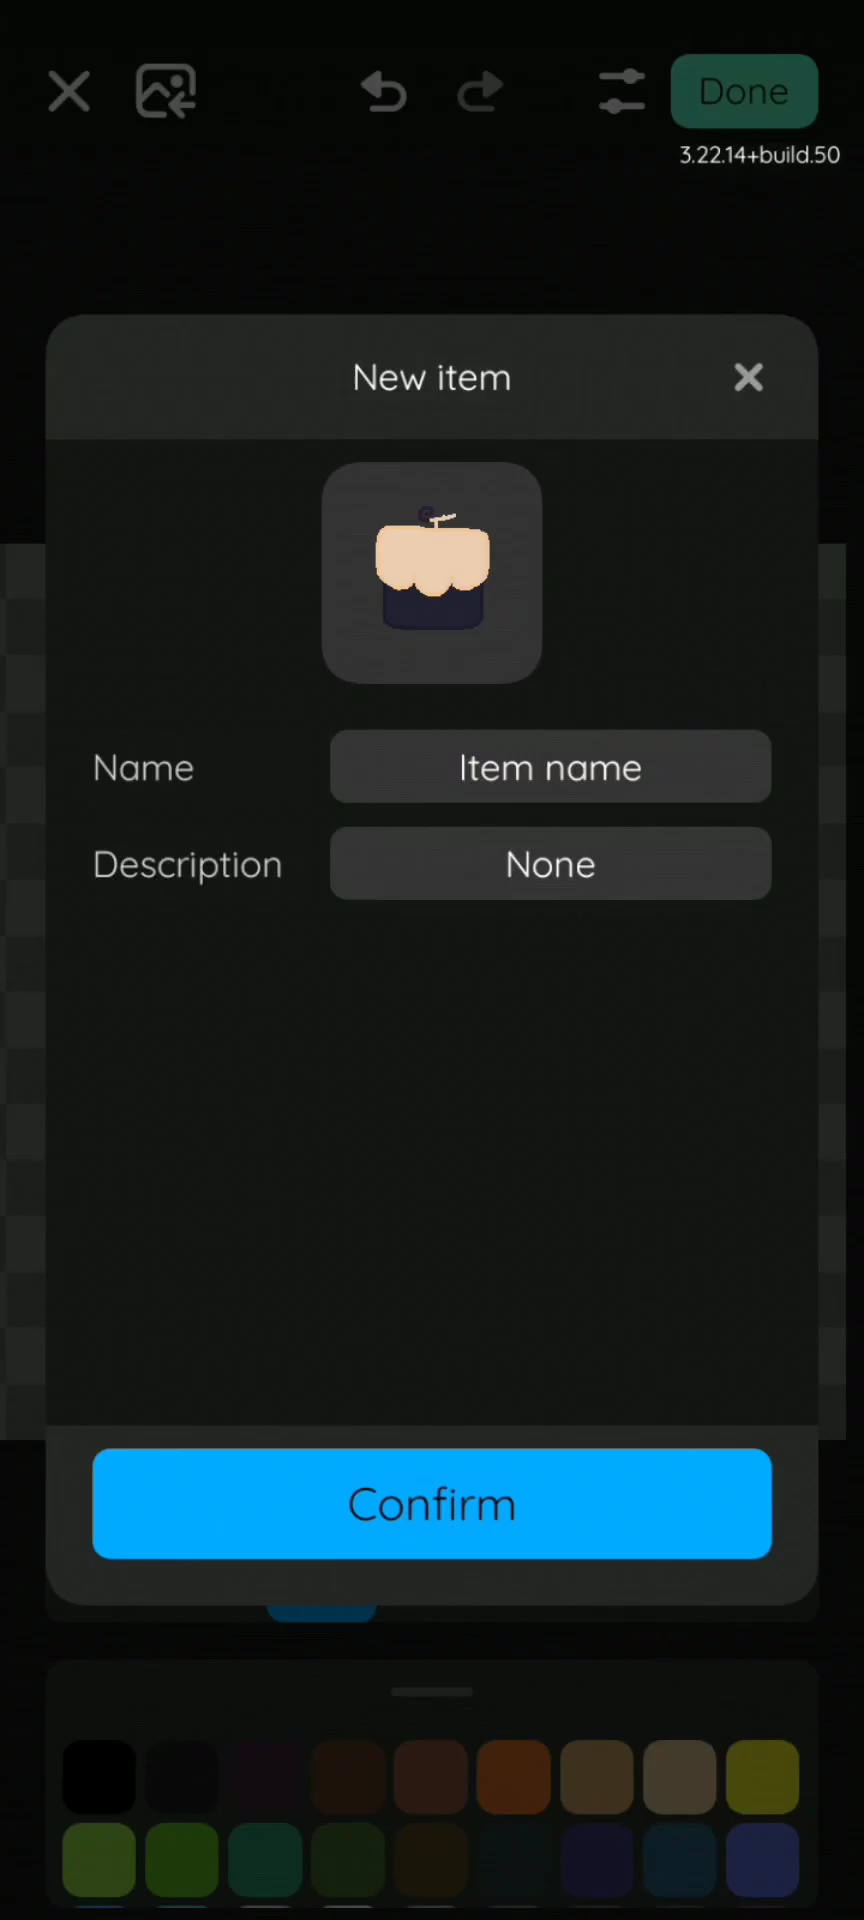 Done
3.22.14+build.50
New item
Name
Item name
Description
None
Confirm